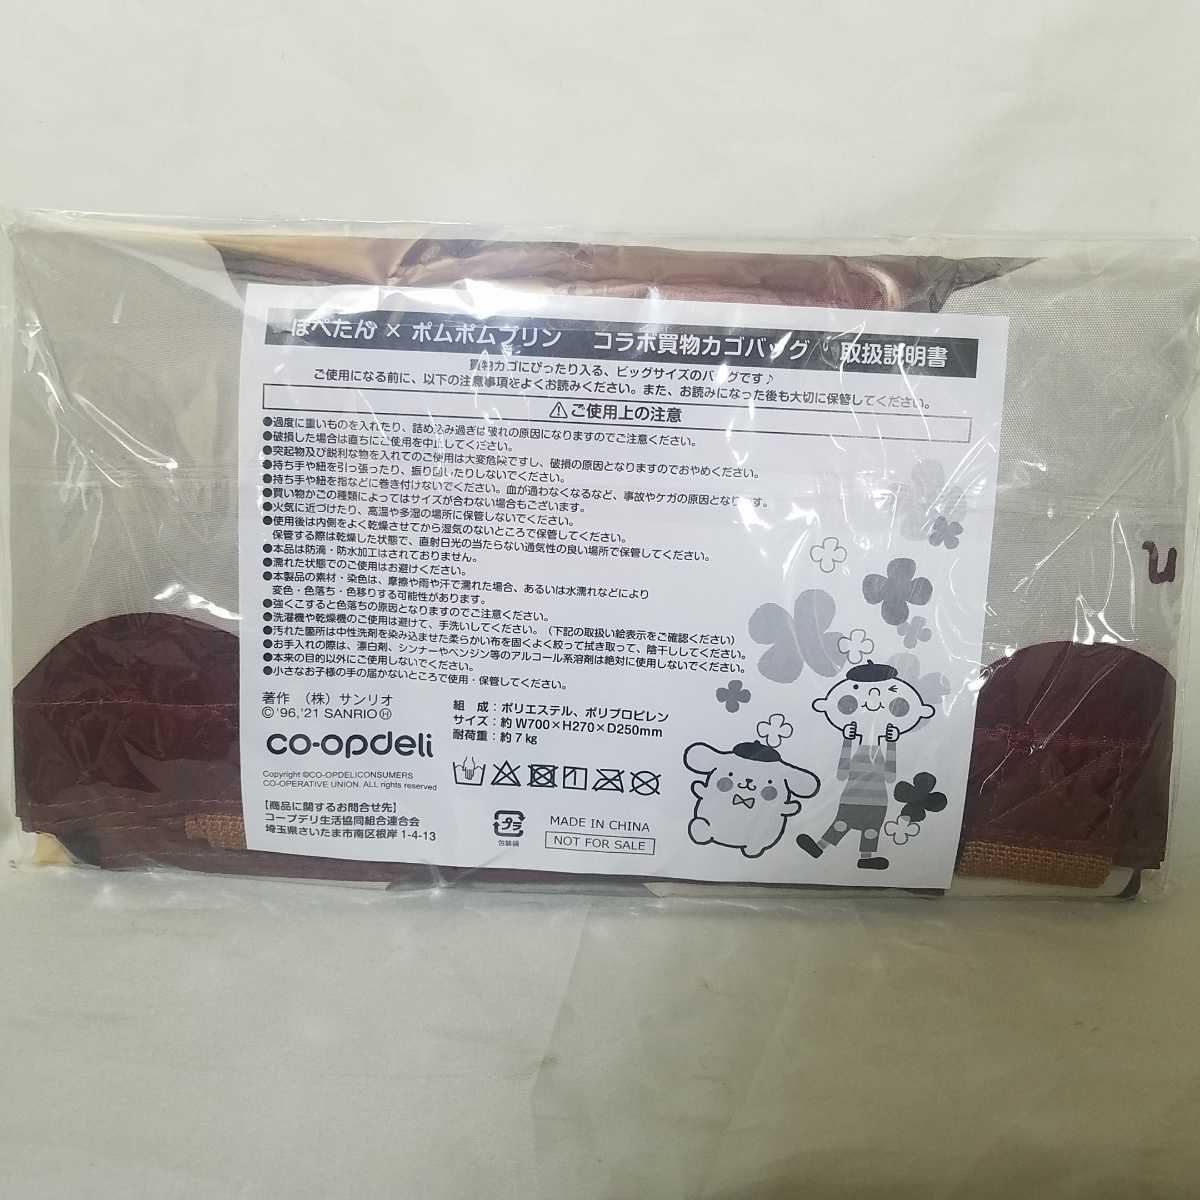 ほぺたん × ポムポムプリン　コラボ買物カゴバッグ　取扱説明書
買物カゴにぴったり入る、ビッグサイズのバッグです♪
ご使用になる前に、以下の注意事項をよくお読みください。また、お読みになった後も大切に保管してください。
⚠ご使用上の注意
●過度に重いものを入れたり、詰め込み過ぎは破れの原因になりますのでご注意ください。
●破損した場合は直ちにご使用を中止してください。
●突起物及び鋭利な物を入れてのご使用は大変危険ですし、破損の原因となりますのでおやめください。
●持ち手や紐を引っ張ったり、振り回したりしないでください。
●持ち手や紐を指などに巻き付けないでください。血が通わなくなるなど、事故やケガの原因となります。
●買い物かごの種類によってはサイズが合わない場合もございます。
●火気に近づけたり、高温や多湿の場所に保管しないでください。
●使用後は内側をよく乾燥させてから湿気のないところで保管してください。
保管する際は乾燥した状態で、直射日光の当たらない通気性の良い場所で保管してください。
●本品は防滴・防水加工はされておりません。
●濡れた状態でのご使用はお避けください。
●本製品の素材・染色は、摩擦や雨や汗で濡れた場合、あるいは水濡れなどにより
変色・色落ち・色移りする可能性があります。
●強くこすると色落ちの原因となりますのでご注意ください。
●洗濯機や乾燥機のご使用は避けて、手洗いしてください。（下記の取扱い絵表示をご確認ください）
●汚れた箇所は中性洗剤を染み込ませた柔らかい布を固くよく絞って拭き取って、陰干ししてください。
●お手入れの際は、漂白剤、シンナーやベンジン等のアルコール系溶剤は絶対に使用しないでください。
●本来の目的以外にご使用しないでください。
●小さなお子様の手の届かないところで使用・保管してください。
著作　（株）サンリオ
©'96,'21 SANRIO Ⓗ
co-opdeli
Copyright ©CO-OPDELICONSUMERS
CO-OPERATIVE UNION. ALL rights reserved
【商品に関するお問合せ先】
コープデリ生活協同組合連合会
埼玉県さいたま市南区根岸 1-4-13
組　成：ポリエステル、ポリプロピレン
サイズ：約 W700×H270×D250mm
耐荷重：約７㎏
プラ
包装袋
MADE IN CHINA
NOT FOR SALE